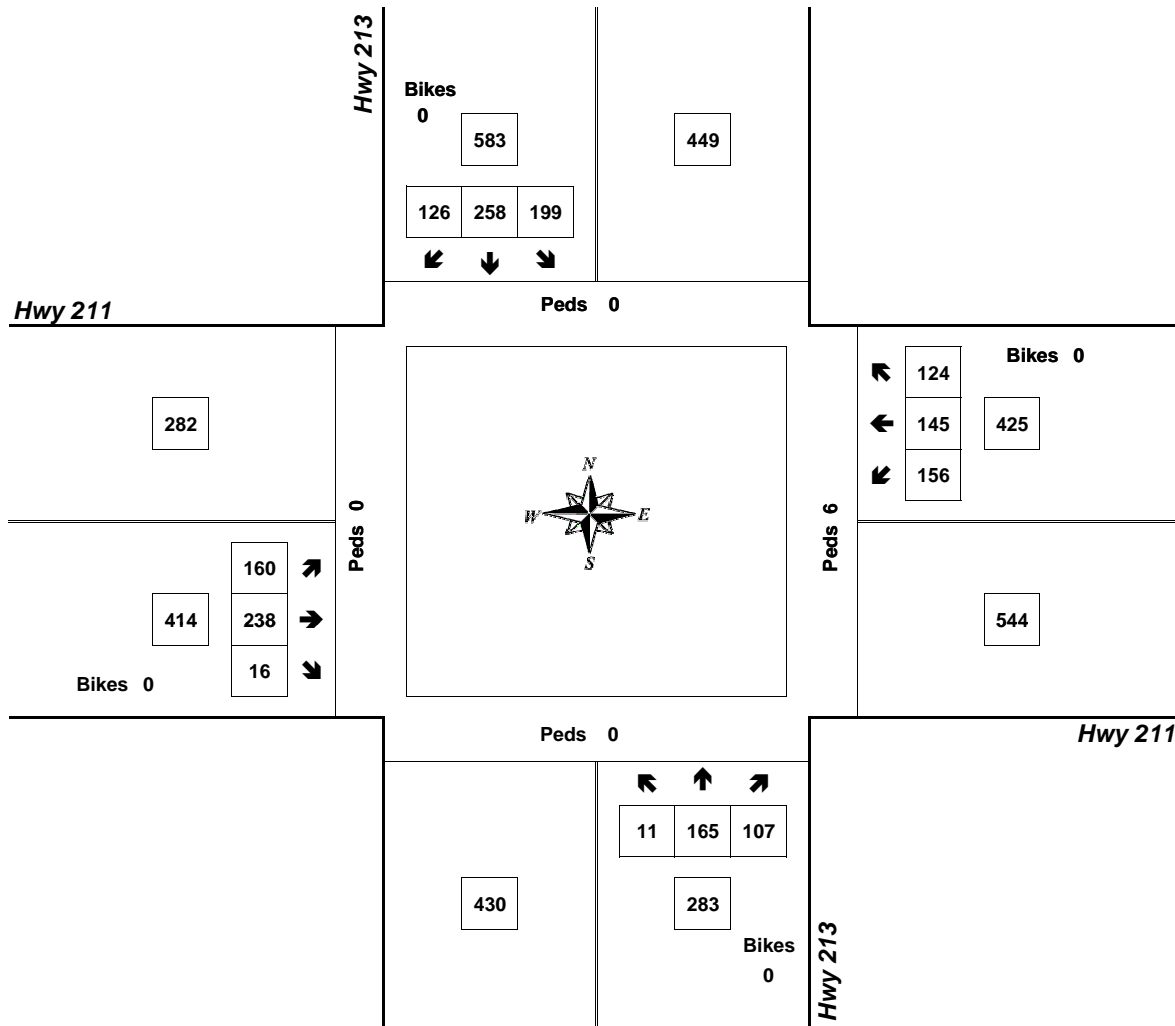 Hwy 213
Bikes
0
583
449
126 258 199
Peds 0
Hwy 211
Bikes 0
124
282
145
425
156
N
W E
S
Peds 0
Peds 6
160
414
238
544
16
Bikes 0
Peds 0
Hwy 211
11 165 107
430
283
Bikes
0
Hwy 213